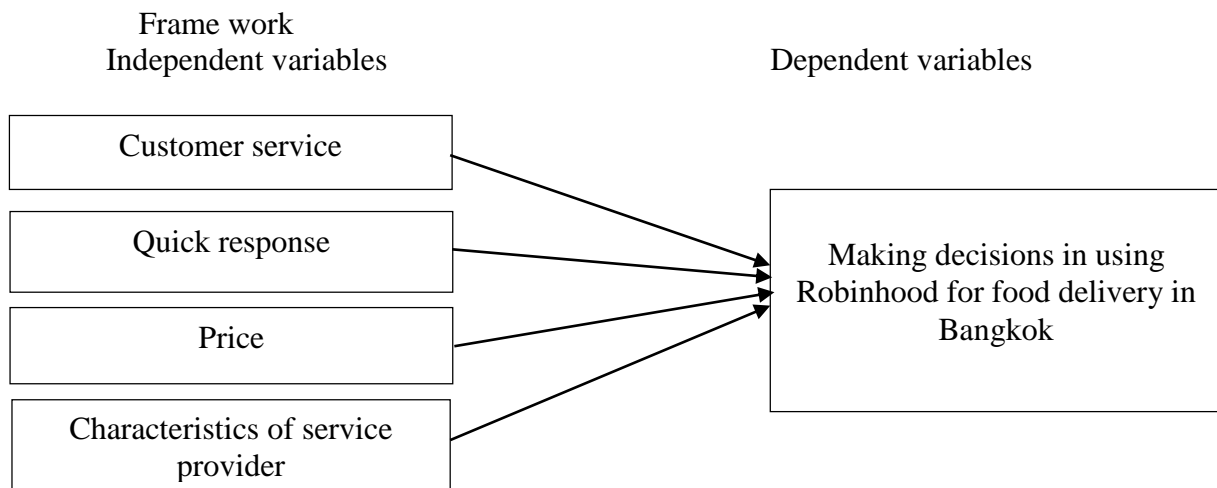 Frame work
Independent variables
Dependent variables
Customer service
Quick response
Price
Characteristics of service
provider
Making decisions in using
Robinhood for food delivery in
Bangkok